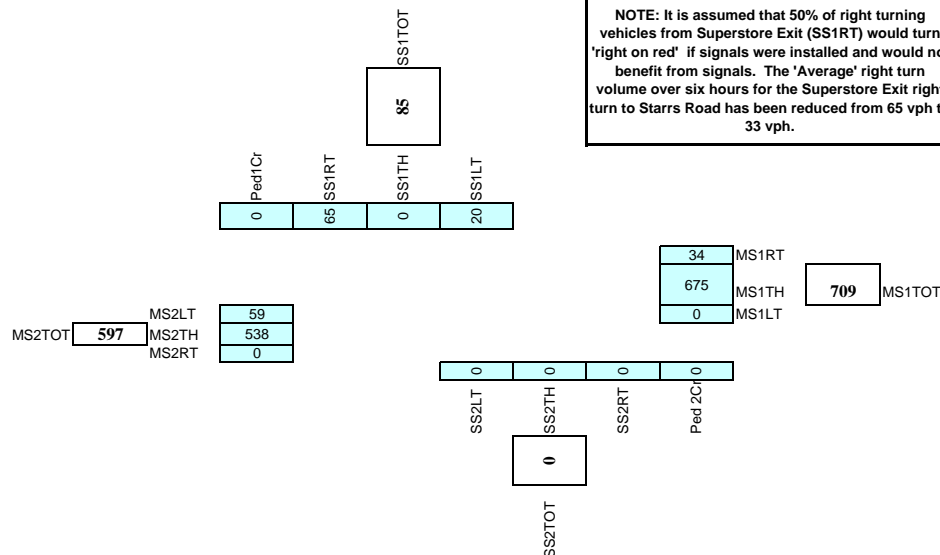 SS1TOT
85
NOTE: It is assumed that 50% of right turning
vehicles from Superstore Exit (SS1RT) would turn
'right on red' if signals were installed and would no
benefit from signals. The 'Average' right turn
volume over six hours for the Superstore Exit righ
turn to Starrs Road has been reduced from 65 vph t
33 vph.
Ped1Cr
SS1RT
SS1TH
SS1LT
0
65
0
20
34 MS1RT
675 MS1TH
0 MS1LT
709 MS1TOT
MS2LT 59
MS2TOT 597 MS2TH 538
MS2RT 0
0
0
0
0
SS2LT
SS2TH
SS2RT
Ped 2Cr
0
SS2TOT